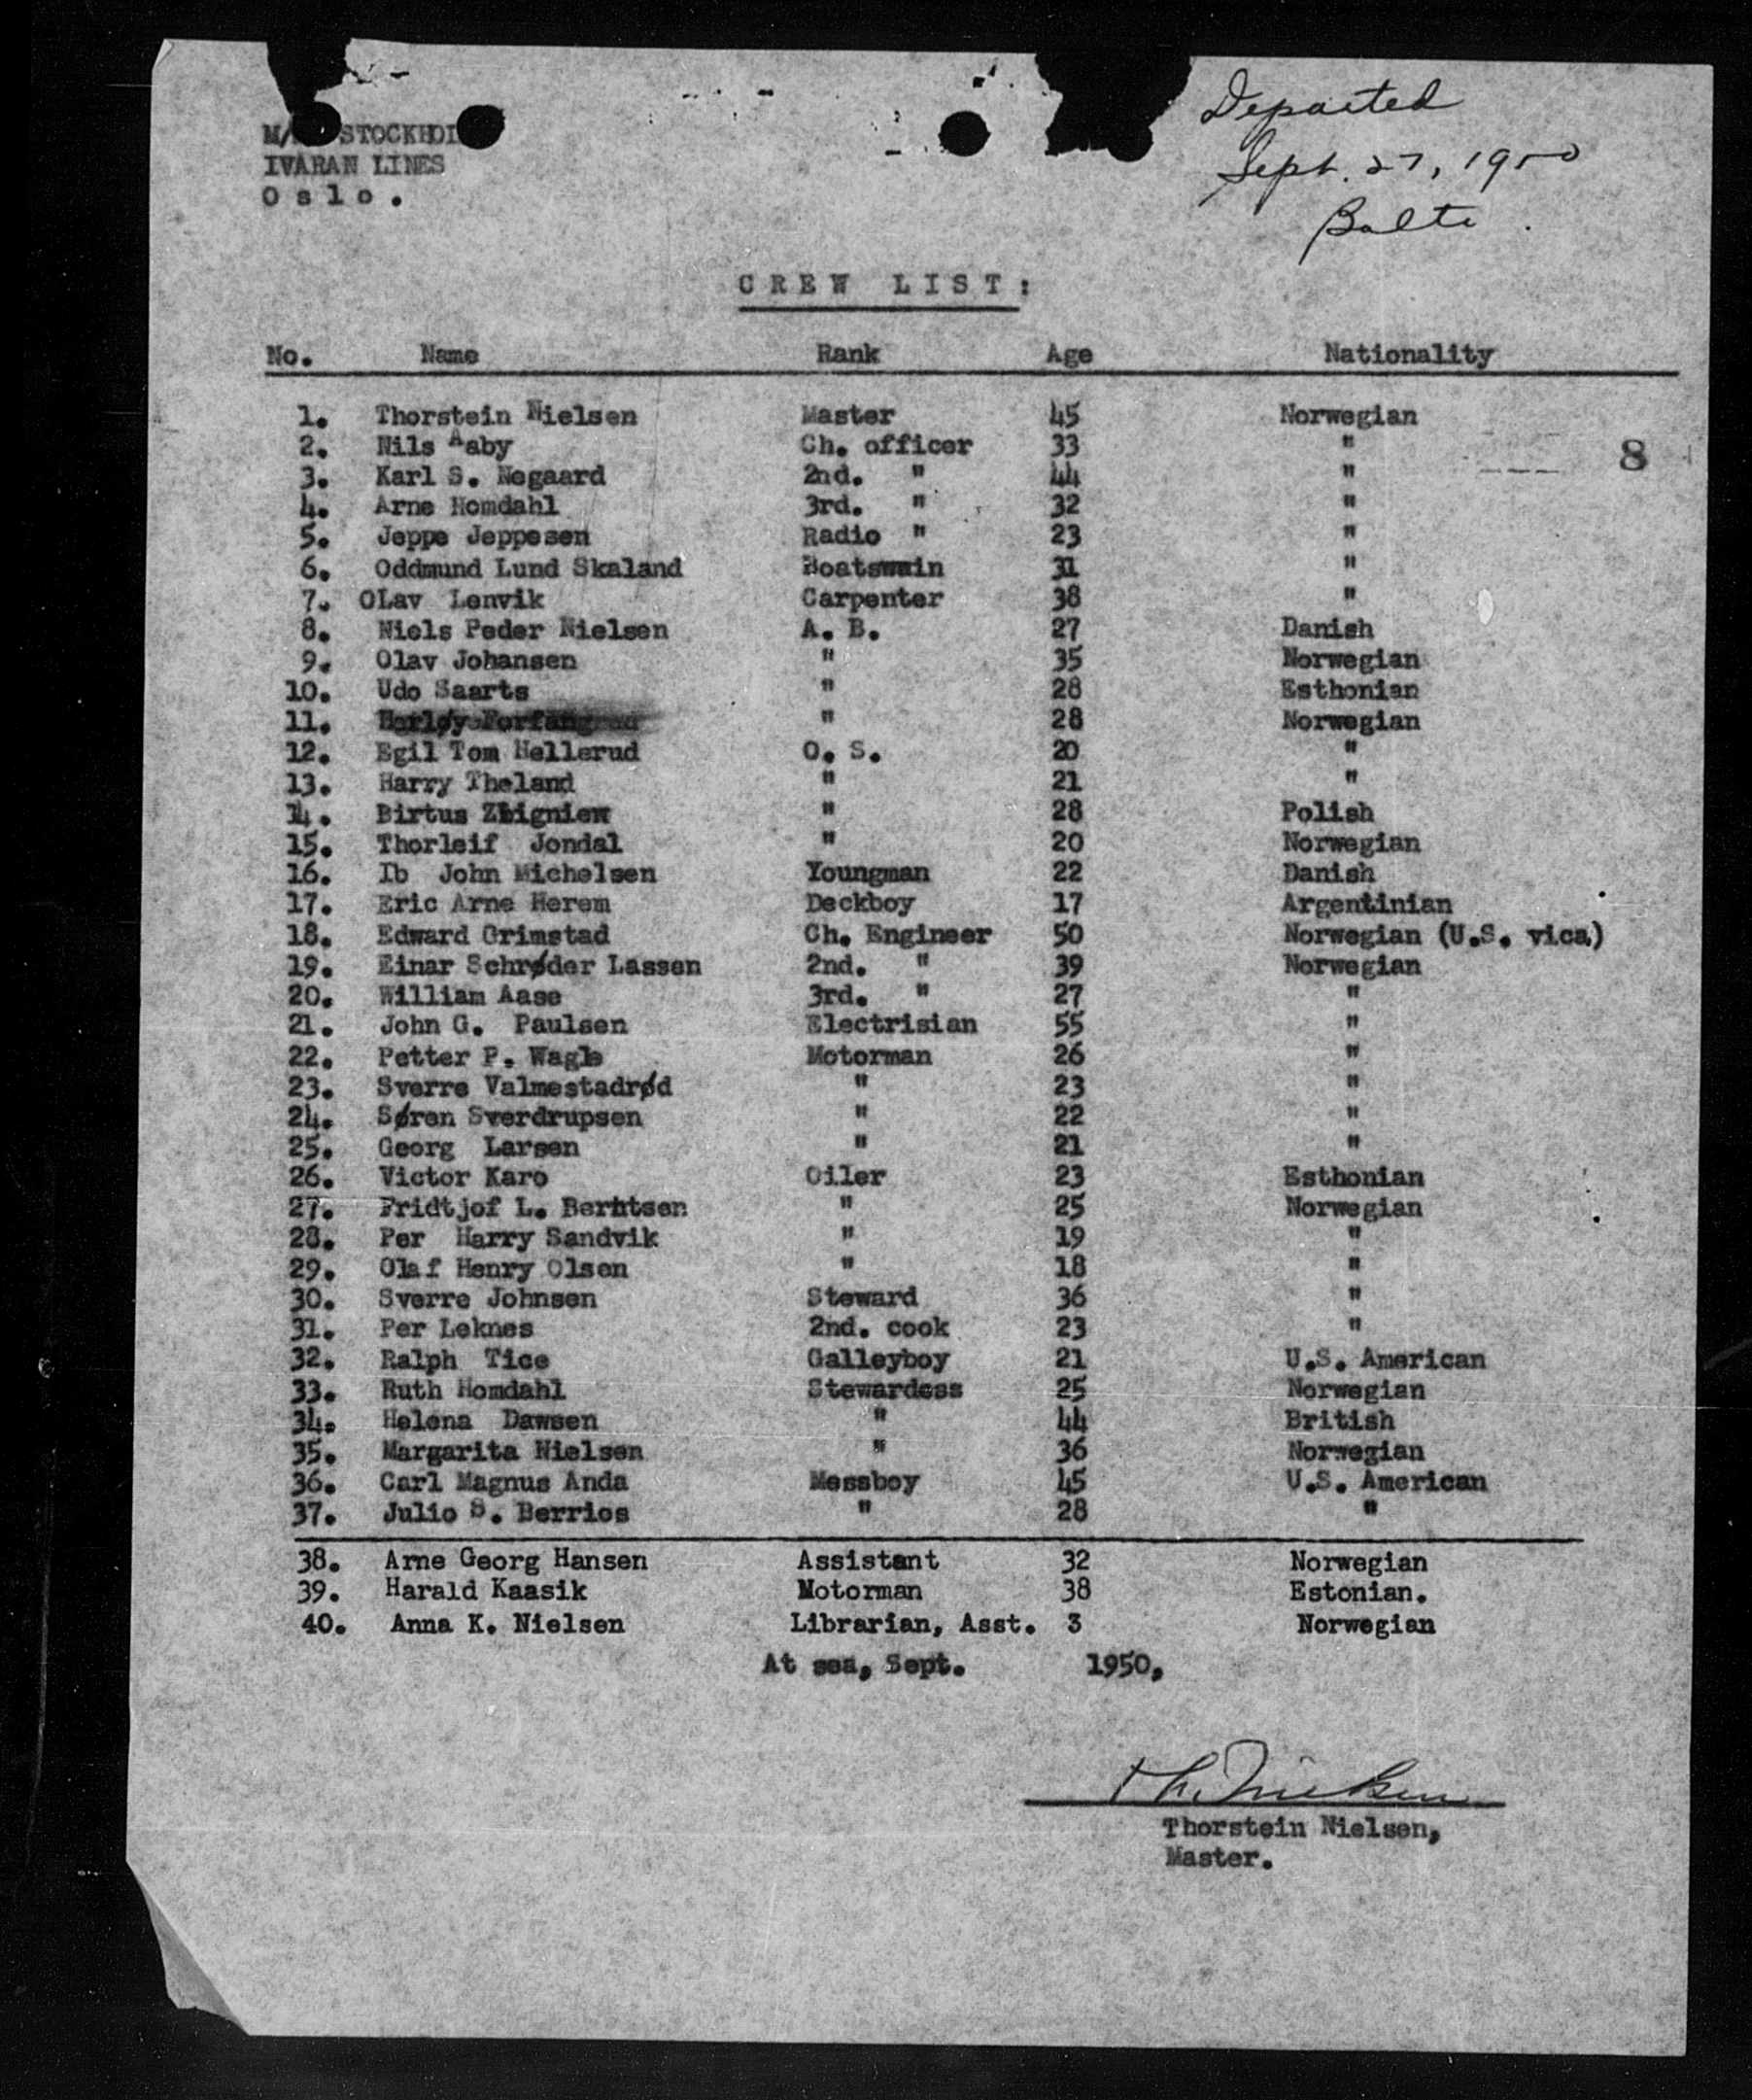 Departed
Sept. 27, 1950
Balto
M/ STOCKHOL
IVARAN LINES
Oslo.
CREW LIST:
No. Name Rank Age Nationality
1. Thorstein Nielsen Master 45 Norwegian
2. Nils Aaby Ch. officer 33 "
8
3. Karl S. Negaard 2nd. " 44 "
4. Arne Homdahl 3rd. " 32 "
5. Jeppe Jeppesen Radio " 23 "
6. Oddmund Lund Skaland Boatswain 31 "
7. OLav Lenvik Carpenter 38 "
8. Niels Peder Nielsen A. B. 27 Danish
9. Olav Johansen " 35 Norwegian
10. Udo Saarts " 28 Esthonian
11. " 28 Norwegian
12. Egil Tom Hellerud O. S. 20 "
13. Harry Theland " 21 "
14. Birtus Zbigniew " 28 Polish
15. Thorleif Jondal " 20 Norwegian
16. Ib John Michelsen Youngman 22 Danish
17. Eric Arne Herem Deckboy 17 Argentinian
18. Edward Grimstad Ch. Engineer 50 Norwegian (U.S. vica)
19. Einar Schrøder Lassen 2nd. " 39 Norwegian
20. William Aase 3rd. " 27 "
21. John G. Paulsen Electrisian 55 "
22. Petter P. Wagle Motorman 26 "
23. Sverre Valmestadrød " 23 "
24. Søren Sverdrupsen " 22 "
25. Georg Larsen " 21 "
26. Victor Karo Oiler 23 Esthonian
27. Fridtjof L. Berntsen " 25 Norwegian
28. Per Harry Sandvik " 19 "
29. Olaf Henry Olsen " 18 "
30. Sverre Johnsen Steward 36 "
31. Per Leknes 2nd. cook 23 "
32. Ralph Tice Galleyboy 21 U.S. American
33. Ruth Homdahl Stewardess 25 Norwegian
34. Helena Dawsen " 44 British
35. Margarita Nielsen " 36 Norwegian
36. Carl Magnus Anda Messboy 45 U.S. American
37. Julio S. Berrios " 28 "
38. Arne Georg Hansen Assistant 32 Norwegian
39. Harald Kaasik Motorman 38 Estonian.
40. Anna K. Nielsen Librarian, Asst. 3 Norwegian
At sea, Sept. 1950,
Th. Nielsen
Thorstein Nielsen,
Master.